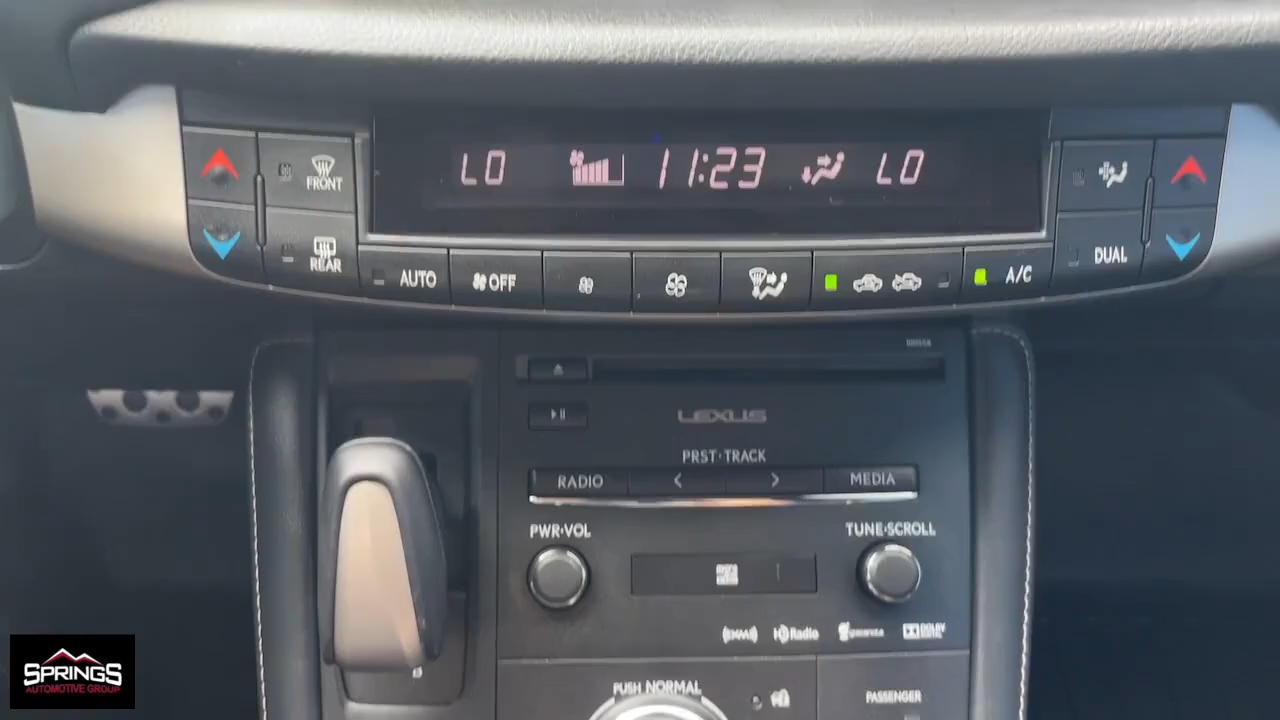 LO 11:23 LO
FRONT
REAR
AUTO
OFF
A/C
DUAL
LEXUS
PRST·TRACK
RADIO < > MEDIA
PWR·VOL
TUNE·SCROLL
HD Radio
DOLBY
PUSH NORMAL
PASSENGER
SPRINGS
AUTOMOTIVE GROUP